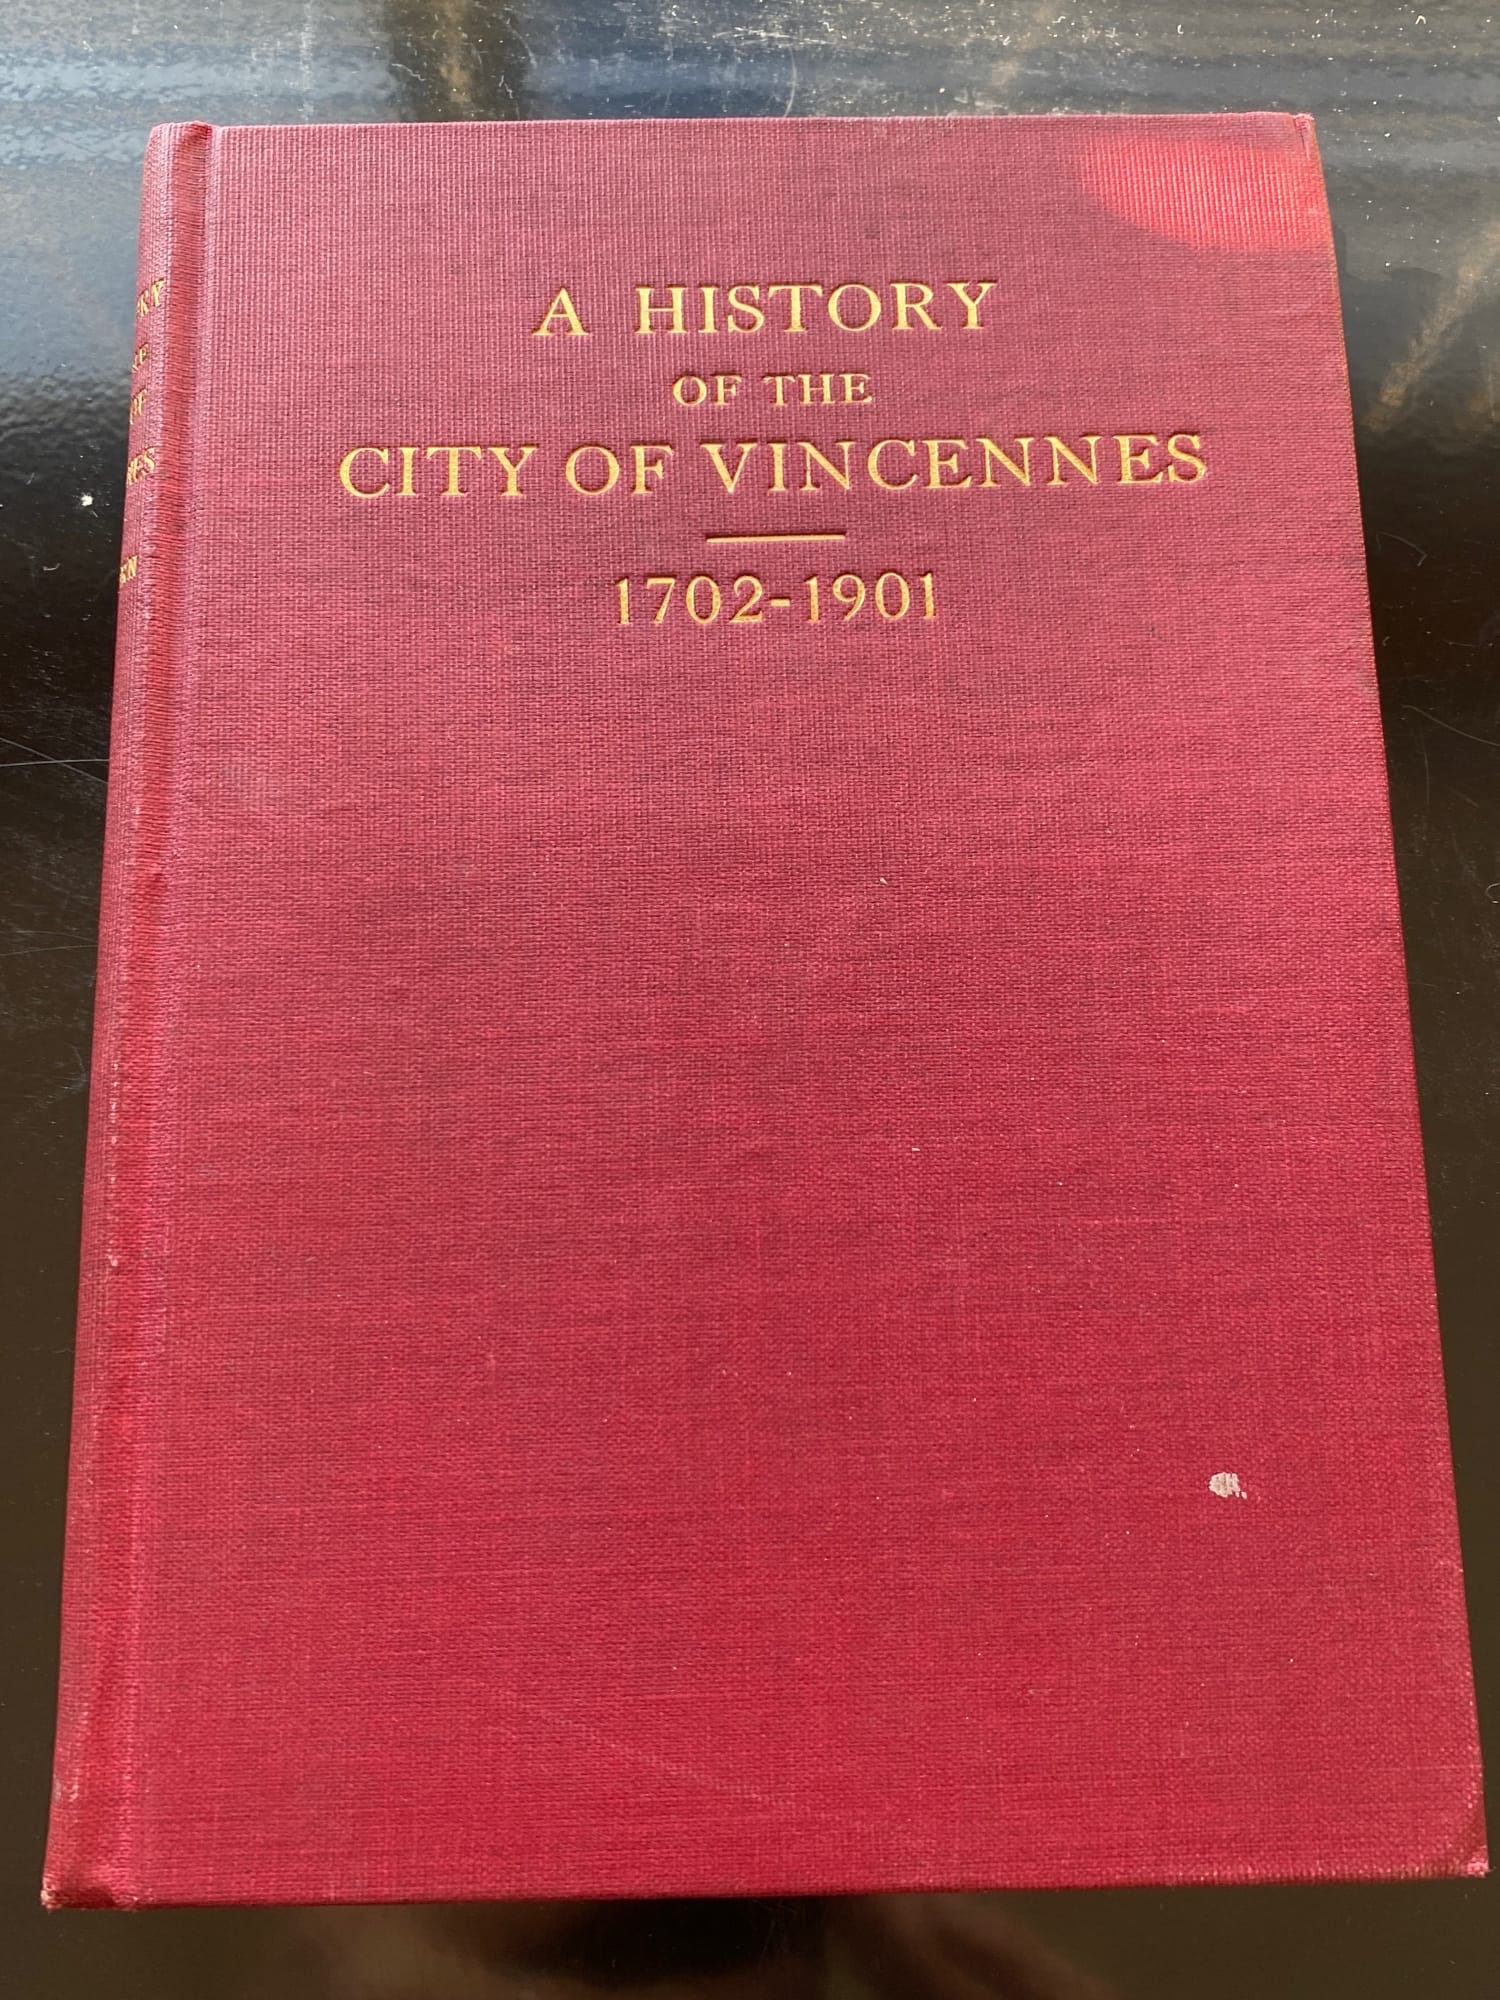 A HISTORY
OF THE
CITY OF VINCENNES
1702-1901